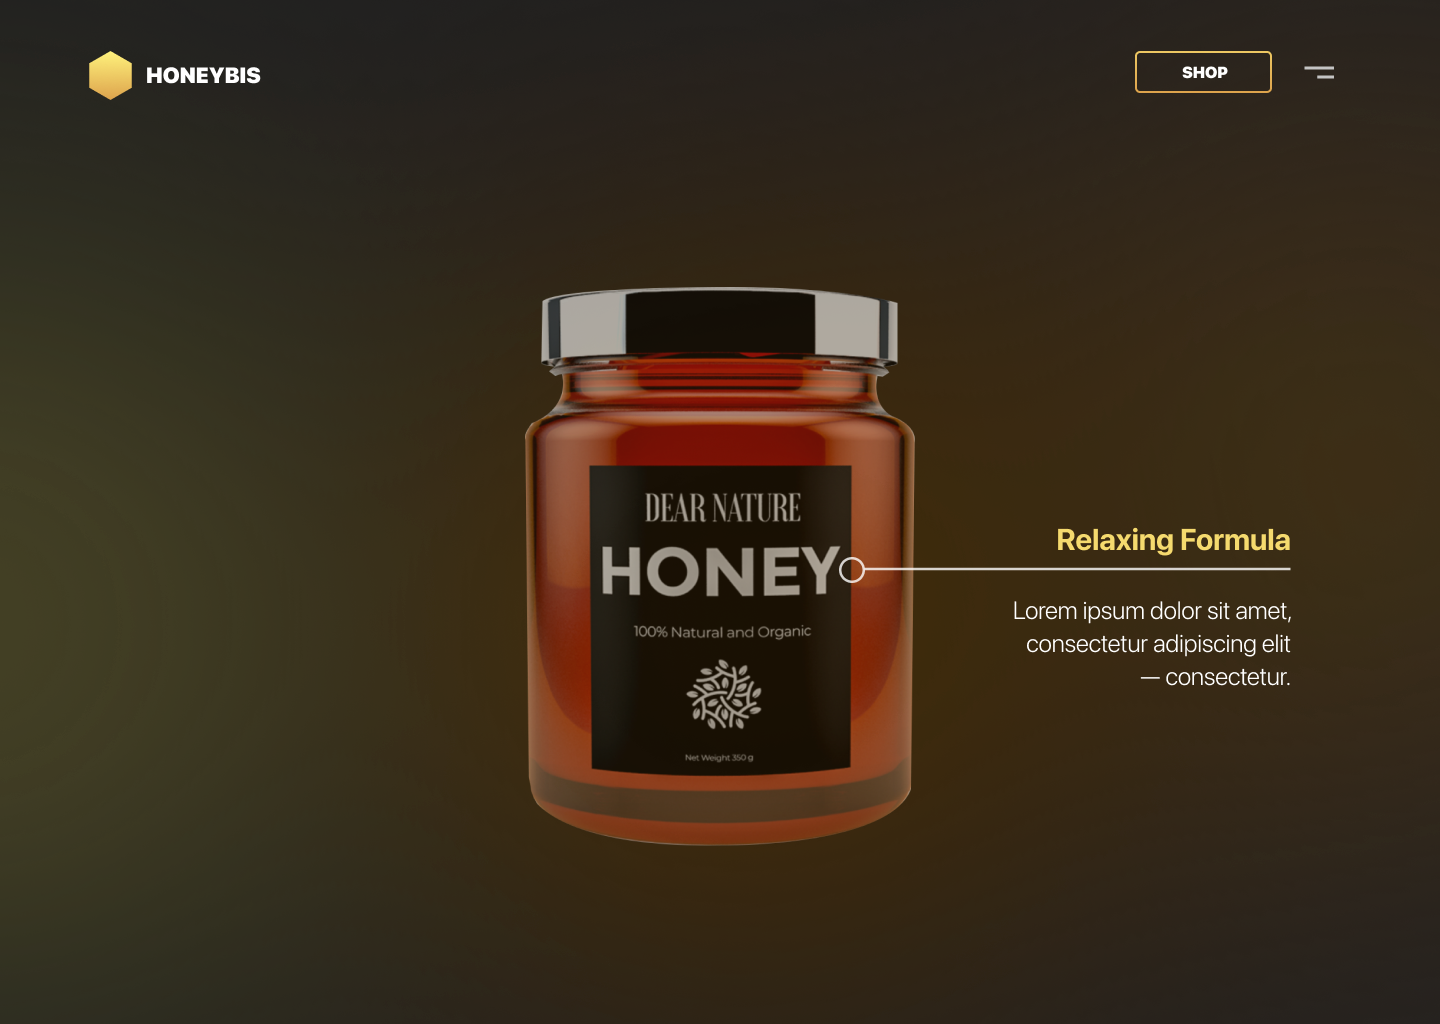 HONEYBIS
SHOP
DEAR NATURE
HONEY
100% Natural and Organic
Net Weight 350 g
Relaxing Formula
Lorem ipsum dolor sit amet,
consectetur adipiscing elit
— consectetur.